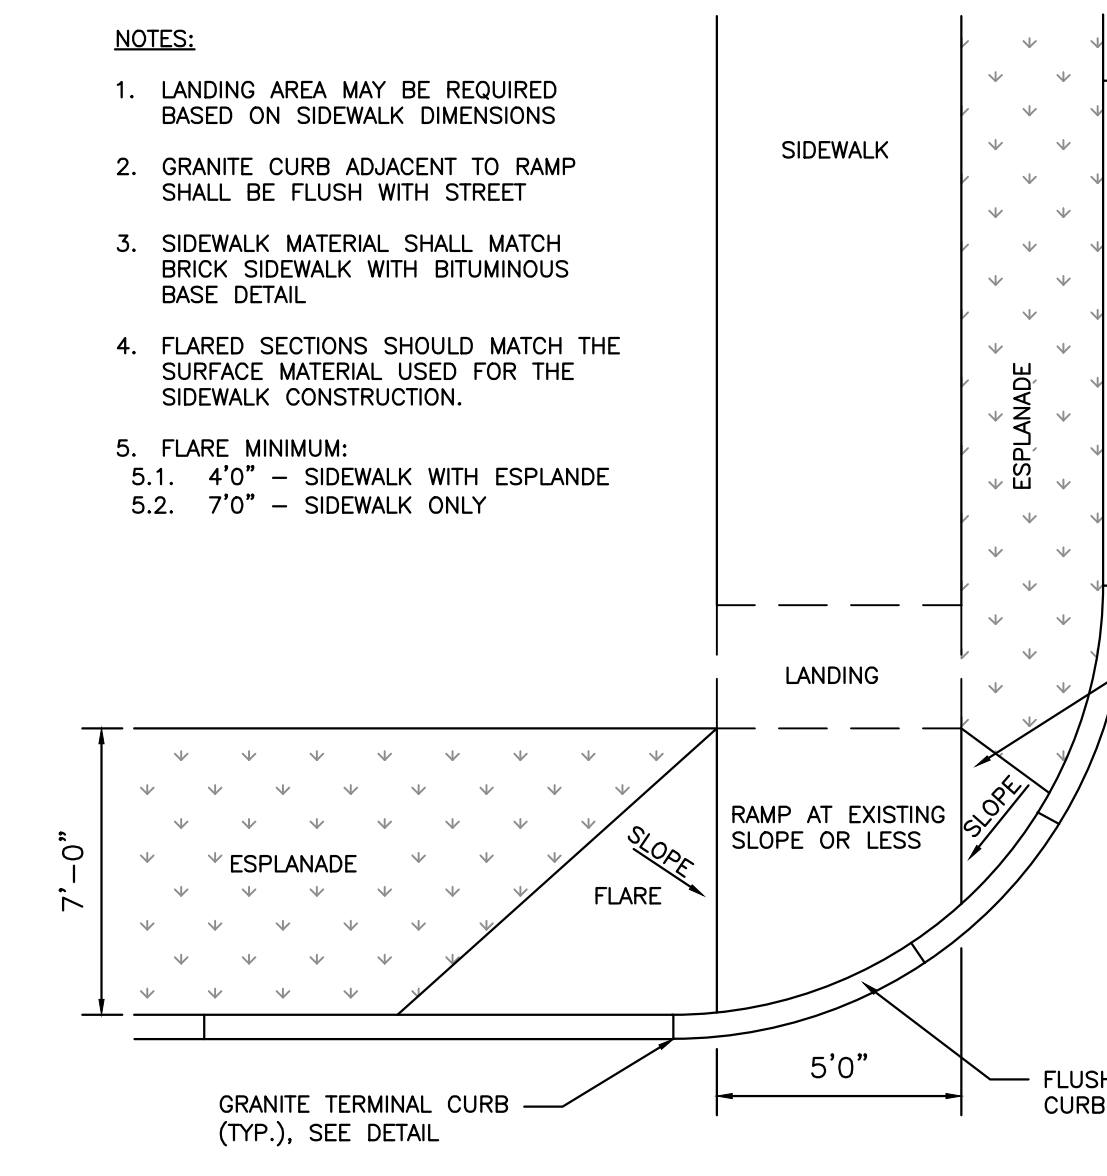 NOTES:
1. LANDING AREA MAY BE REQUIRED
BASED ON SIDEWALK DIMENSIONS
2. GRANITE CURB ADJACENT TO RAMP
SHALL BE FLUSH WITH STREET
3. SIDEWALK MATERIAL SHALL MATCH
BRICK SIDEWALK WITH BITUMINOUS
BASE DETAIL
4. FLARED SECTIONS SHOULD MATCH THE
SURFACE MATERIAL USED FOR THE
SIDEWALK CONSTRUCTION.
5. FLARE MINIMUM:
5.1. 4'0" – SIDEWALK WITH ESPLANDE
5.2. 7'0" – SIDEWALK ONLY
SIDEWALK
ESPLANADE
LANDING
RAMP AT EXISTING
SLOPE OR LESS
SLOPE
SLOPE
FLARE
ESPLANADE
7'–0"
5'0"
GRANITE TERMINAL CURB
(TYP.), SEE DETAIL
FLUSH
CURB